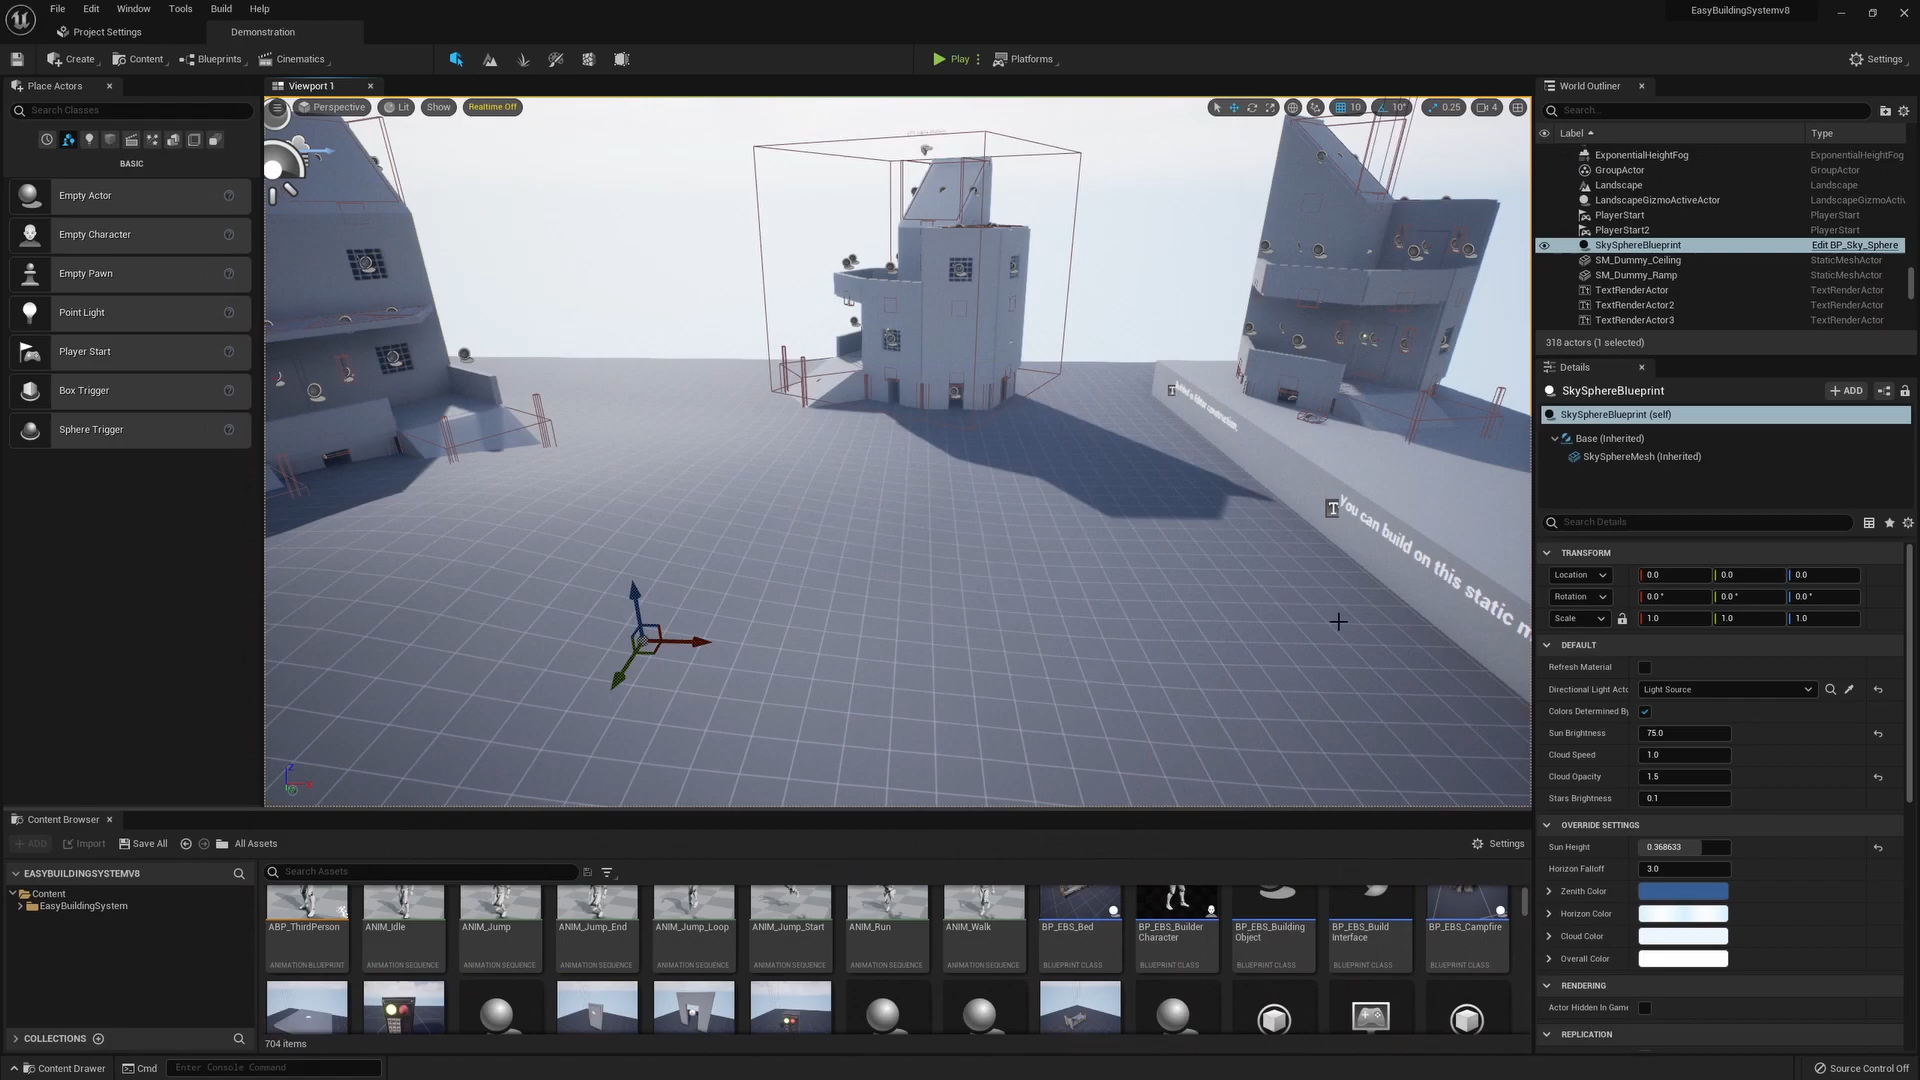 File Edit Window Tools Build Help
EasyBuildingSystemv8
Project Settings
Demonstration
Create Content Blueprints Cinematics
Play Platforms
Settings
Place Actors
Search Classes
BASIC
Empty Actor
Empty Character
Empty Pawn
Point Light
Player Start
Box Trigger
Sphere Trigger
Viewport 1
Perspective Lit Show Realtime Off
10 10° 0.25 4
You can build on this static m
World Outliner
Search...
Label Type
ExponentialHeightFog ExponentialHeightFog
GroupActor GroupActor
Landscape Landscape
LandscapeGizmoActiveActor LandscapeGizmoActiv
PlayerStart PlayerStart
PlayerStart2 PlayerStart
SkySphereBlueprint Edit BP_Sky_Sphere
SM_Dummy_Ceiling StaticMeshActor
SM_Dummy_Ramp StaticMeshActor
TextRenderActor TextRenderActor
TextRenderActor2 TextRenderActor
TextRenderActor3 TextRenderActor
318 actors (1 selected)
Details
SkySphereBlueprint
ADD
SkySphereBlueprint (self)
Base (Inherited)
SkySphereMesh (Inherited)
Search Details
TRANSFORM
Location 0.0 0.0 0.0
Rotation 0.0° 0.0° 0.0°
Scale 1.0 1.0 1.0
DEFAULT
Refresh Material
Directional Light Actc Light Source
Colors Determined By
Sun Brightness 75.0
Cloud Speed 1.0
Cloud Opacity 1.5
Stars Brightness 0.1
OVERRIDE SETTINGS
Sun Height 0.368633
Horizon Falloff 3.0
Zenith Color
Horizon Color
Cloud Color
Overall Color
RENDERING
Actor Hidden In Game
REPLICATION
Content Browser
ADD Import Save All All Assets
Settings
EASYBUILDINGSYSTEMV8
Content
EasyBuildingSystem
COLLECTIONS
Search Assets
ABP_ThirdPerson ANIM_Idle ANIM_Jump ANIM_Jump_End ANIM_Jump_Loop ANIM_Jump_Start ANIM_Run ANIM_Walk BP_EBS_Bed BP_EBS_Builder BP_EBS_Building BP_EBS_Build BP_EBS_Campfire
Character Object Interface
ANIMATION BLUEPRINT ANIMATION SEQUENCE ANIMATION SEQUENCE ANIMATION SEQUENCE ANIMATION SEQUENCE ANIMATION SEQUENCE ANIMATION SEQUENCE ANIMATION SEQUENCE BLUEPRINT CLASS BLUEPRINT CLASS BLUEPRINT CLASS BLUEPRINT CLASS BLUEPRINT CLASS
704 items
Content Drawer Cmd Enter Console Command
Source Control Off